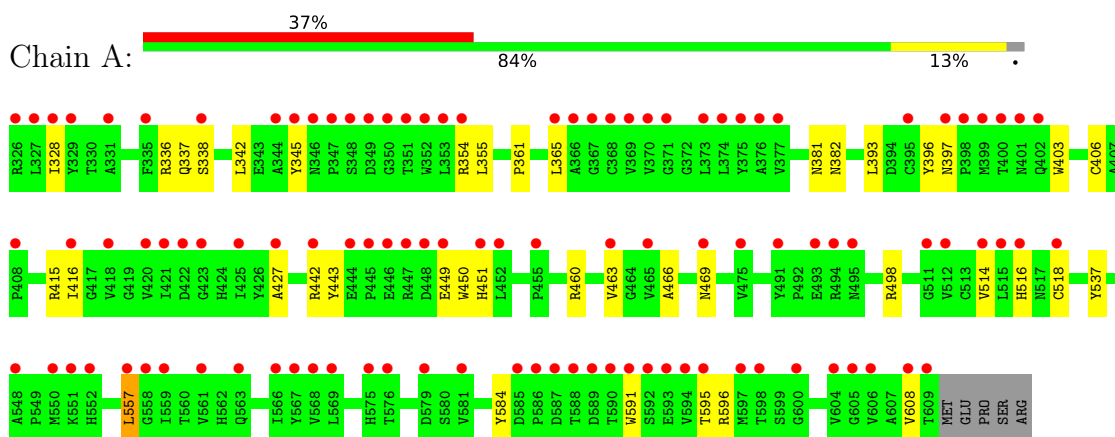 37%
Chain A:
84% 13% •
R326 L327 I328 Y329 T330 A331 F335 R336 Q337 S338 L342 E343 A344 Y345 N346 P347 S348 D349 G350 T351 W352 L353 R354 L355 P361 L365 A366 G367 C368 V369 V370 G371 G372 L373 L374 Y375 A376 V377 N381 N382 L393 D394 C395 Y396 N397 P398 M399 T400 N401 Q402 W403 C406 A407
P408 R415 I416 G417 V418 G419 V420 I421 D422 G423 H424 I425 Y426 A427 R442 Y443 E444 P445 E446 R447 D448 E449 W450 H451 L452 P455 R460 V463 G464 V465 A466 N469 V475 Y491 P492 E493 R494 N495 R498 G511 V512 C513 V514 L515 H516 N517 C518 Y537
A548 P549 M550 K551 H552 L557 G558 I559 T560 V561 H562 Q563 I566 Y567 V568 L569 H575 T576 D579 S580 V581 Y584 D585 P586 D587 T588 D589 T590 W591 S592 E593 V594 T595 R596 M597 T598 S599 G600 V604 G605 V606 A607 V608 T609 MET GLU PRO SER ARG